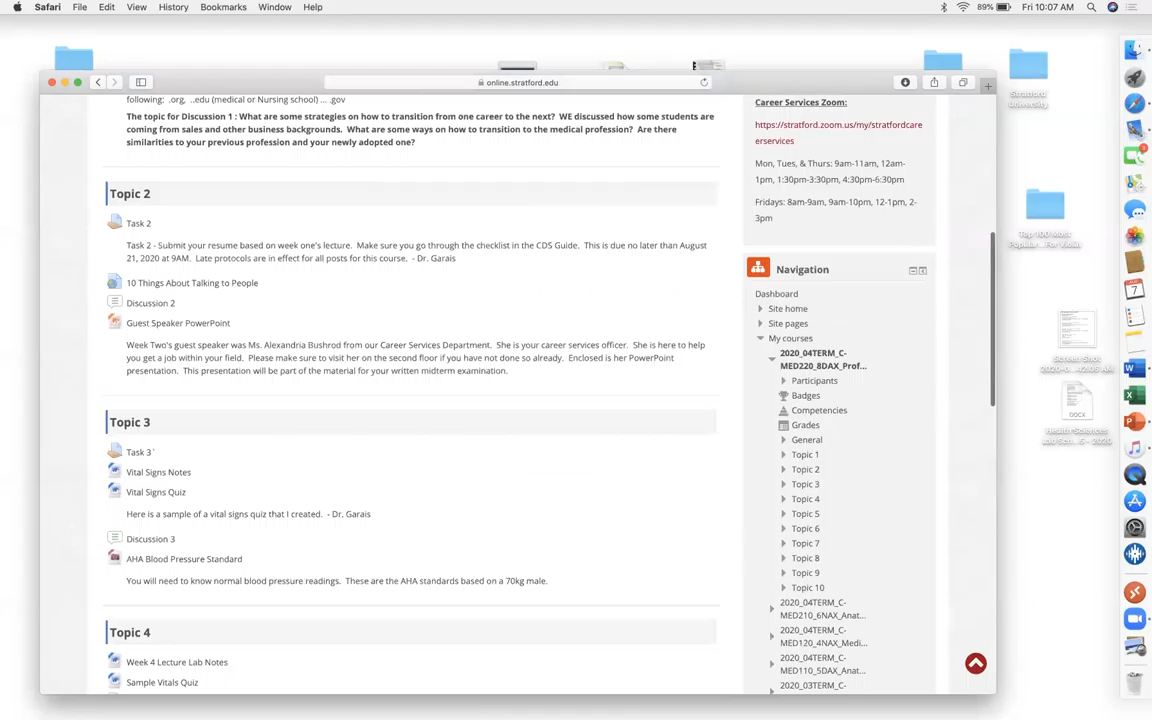 Safari File Edit View History Bookmarks Window Help
89% Fri 10:07 AM
online.stratford.edu
following: .org, ..edu (medical or Nursing school) ... .gov
The topic for Discussion 1 : What are some strategies on how to transition from one career to the next? WE discussed how some students are
coming from sales and other business backgrounds. What are some ways on how to transition to the medical profession? Are there
similarities to your previous profession and your newly adopted one?
Topic 2
Task 2
Task 2 - Submit your resume based on week one's lecture. Make sure you go through the checklist in the CDS Guide. This is due no later than August
21, 2020 at 9AM. Late protocols are in effect for all posts for this course. - Dr. Garais
10 Things About Talking to People
Discussion 2
Guest Speaker PowerPoint
Week Two's guest speaker was Ms. Alexandria Bushrod from our Career Services Department. She is your career services officer. She is here to help
you get a job within your field. Please make sure to visit her on the second floor if you have not done so already. Enclosed is her PowerPoint
presentation. This presentation will be part of the material for your written midterm examination.
Topic 3
Task 3`
Vital Signs Notes
Vital Signs Quiz
Here is a sample of a vital signs quiz that I created. - Dr. Garais
Discussion 3
AHA Blood Pressure Standard
You will need to know normal blood pressure readings. These are the AHA standards based on a 70kg male.
Topic 4
Week 4 Lecture Lab Notes
Sample Vitals Quiz
Career Services Zoom:
https://stratford.zoom.us/my/stratfordcare
erservices
Mon, Tues, & Thurs: 9am-11am, 12am-
1pm, 1:30pm-3:30pm, 4:30pm-6:30pm
Fridays: 8am-9am, 9am-10pm, 12-1pm, 2-
3pm
Navigation
Dashboard
Site home
Site pages
My courses
2020_04TERM_C-
MED220_8DAX_Prof...
Participants
Badges
Competencies
Grades
General
Topic 1
Topic 2
Topic 3
Topic 4
Topic 5
Topic 6
Topic 7
Topic 8
Topic 9
Topic 10
2020_04TERM_C-
MED210_6NAX_Anat...
2020_04TERM_C-
MED120_4NAX_Medi...
2020_04TERM_C-
MED110_5DAX_Anat...
2020_03TERM_C-
Stratford
University
Top 100 Most
Popular ...For Violin
Screen Shot
DOCX
Health Sciences
7